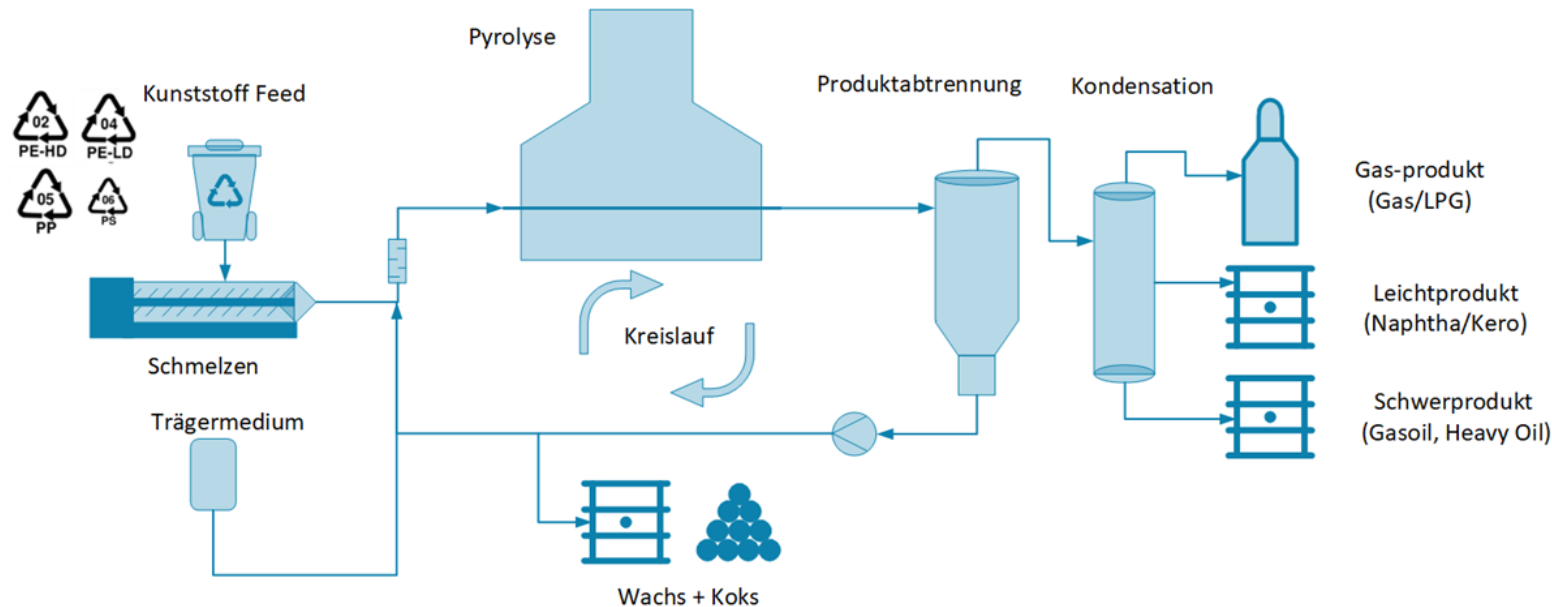 Pyrolyse
Kunststoff Feed
Produktabtrennung
Kondensation
02
PE-HD
04
PE-LD
05
PP
06
PS
Gas-produkt
(Gas/LPG)
Leichtprodukt
(Naphtha/Kero)
Kreislauf
Schmelzen
Schwerprodukt
(Gasoil, Heavy Oil)
Trägermedium
Wachs + Koks